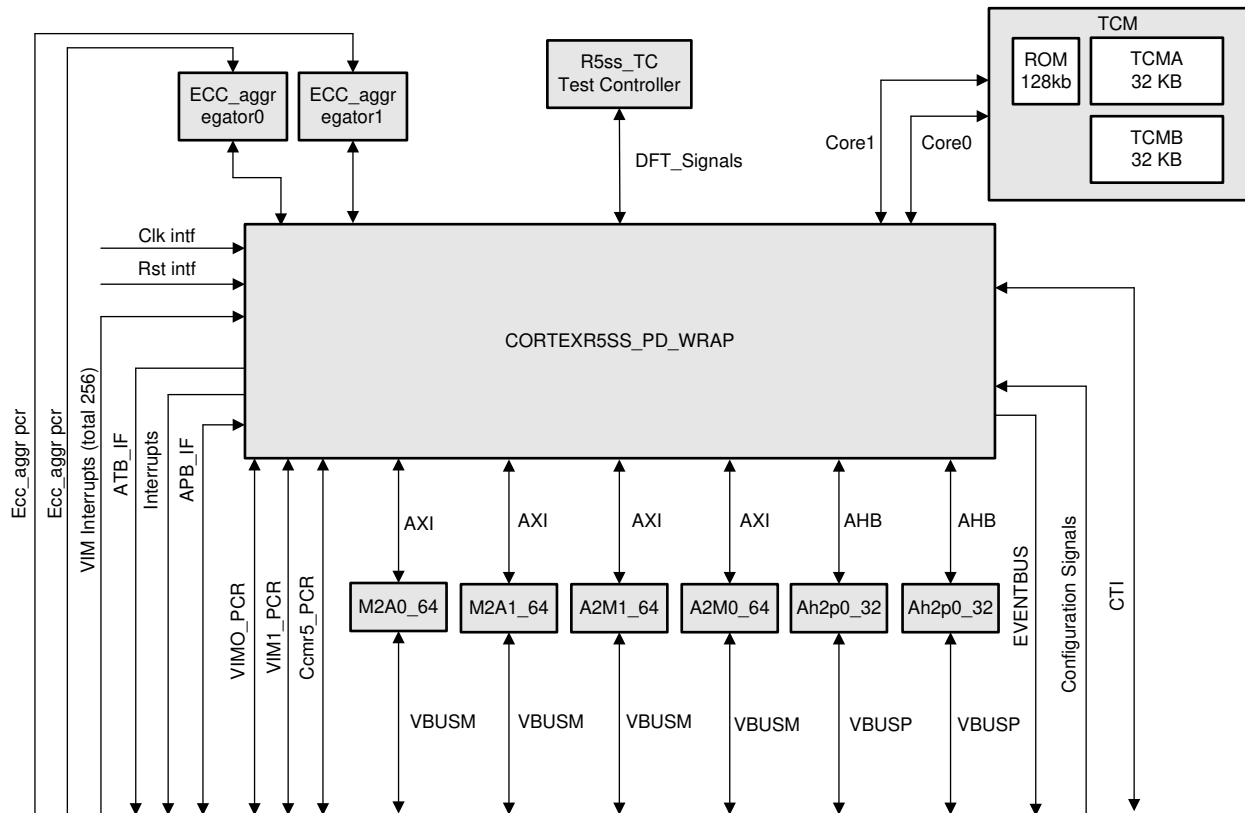 TCM
R5ss_TC
Test Controller
ROM
128kb
TCMA
32 KB
ECC_aggr
egator0
ECC_aggr
egator1
TCMB
32 KB
Core1
Core0
DFT_Signals
Clk intf
Rst intf
CORTEXR5SS_PD_WRAP
Ecc_aggr pcr
Ecc_aggr pcr
VIM Interrupts (total 256)
ATB_IF
Interrupts
APB_IF
VIMO_PCR
VIM1_PCR
Ccmr5_PCR
AXI
AXI
AXI
AXI
AHB
AHB
M2A0_64
M2A1_64
A2M1_64
A2M0_64
Ah2p0_32
Ah2p0_32
EVENTBUS
Configuration Signals
CTI
VBUSM
VBUSM
VBUSM
VBUSM
VBUSP
VBUSP